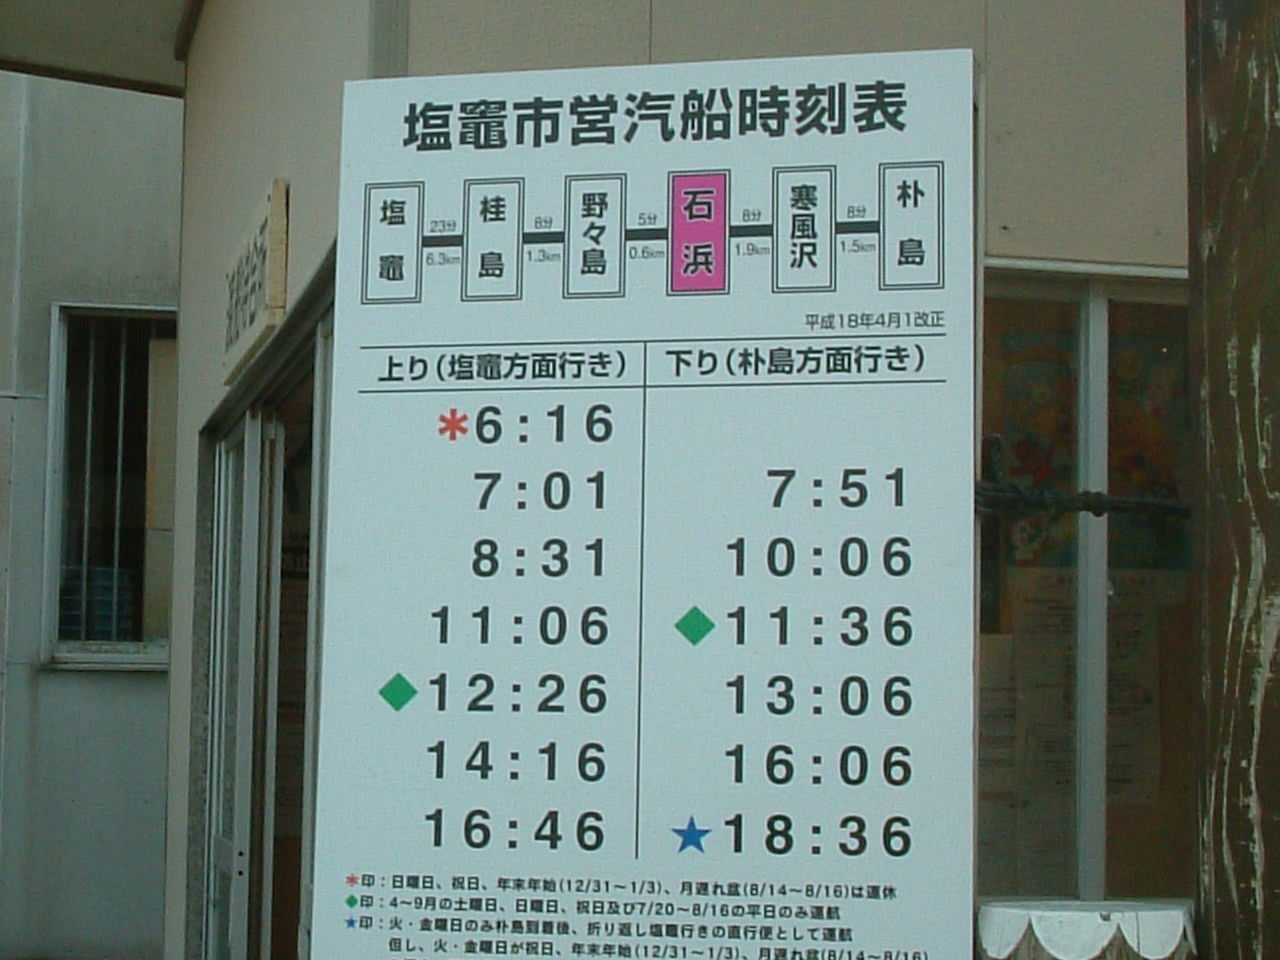 塩竈市営汽船時刻表
塩竈 桂島 野々島 石浜 寒風沢 朴島
23分 8分 5分 8分 8分
6.3km 1.3km 0.6km 1.9km 1.5km
平成18年4月1改正
上り(塩竈方面行き) 下り(朴島方面行き)
*6:16
7:01 7:51
8:31 10:06
11:06 ◆11:36
◆12:26 13:06
14:16 16:06
16:46 ★18:36
*印:日曜日、祝日、年末年始(12/31～1/3)、月遅れ盆(8/14～8/16)は運休
◆印:4～9月の土曜日、日曜日、祝日及び7/20～8/16の平日のみ運航
★印:火・金曜日のみ朴島到着後、折り返し塩竈行きの直行便として運航
但し、火・金曜日が祝日、年末年始(12/31～1/3)、月遅れ盆(8/14～8/16)